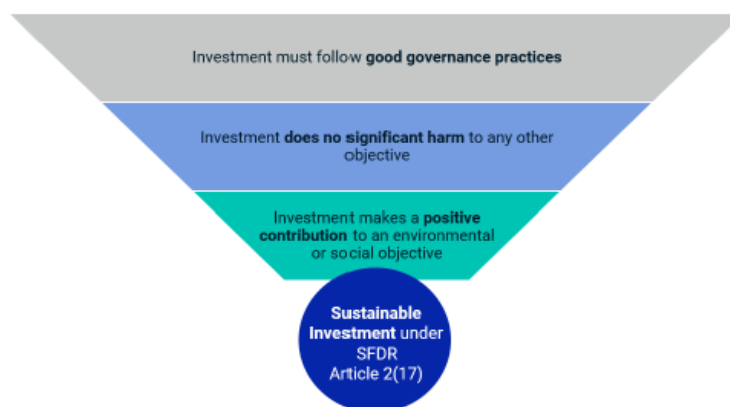 Investment must follow good governance practices
Investment does no significant harm to any other
objective
Investment makes a positive
contribution to an environmental
or social objective
Sustainable
Investment under
SFDR
Article 2(17)